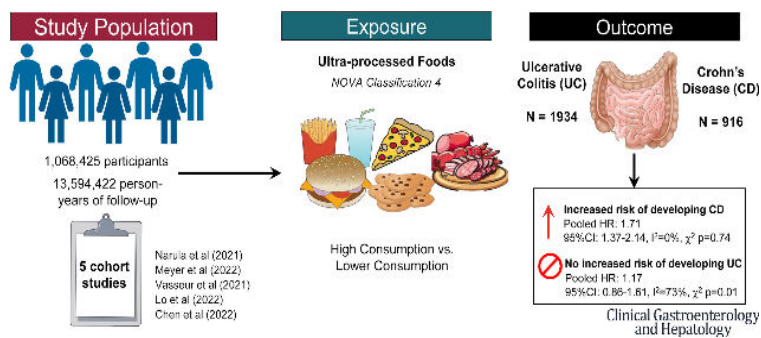 Study Population
1,068,425 participants
13,594,422 person-
years of follow-up
5 cohort
studies
Narula et al (2021)
Meyer et al (2022)
Vasseur et al (2021)
Lo et al (2022)
Chen et al (2022)
Exposure
Ultra-processed Foods
NOVA Classification 4
High Consumption vs.
Lower Consumption
Outcome
Ulcerative
Colitis (UC)
N = 1934
Crohn's
Disease (CD)
N = 916
Increased risk of developing CD
Pooled HR: 1.71
95%CI: 1.37-2.14, I²=0%, χ² p=0.74
No increased risk of developing UC
Pooled HR: 1.17
95%CI: 0.86-1.61, I²=73%, χ² p=0.01
Clinical Gastroenterology
and Hepatology